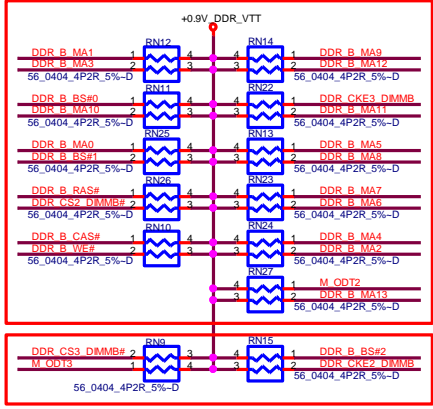 +0.9V_DDR_VTT
RN12 RN14
DDR_B_MA1 1 4 4 1 DDR_B_MA9
DDR_B_MA3 2 3 3 2 DDR_B_MA12
56_0404_4P2R_5%~D 56_0404_4P2R_5%~D
RN11 RN22
DDR_B_BS#0 1 4 4 1 DDR_CKE3_DIMMB
DDR_B_MA10 2 3 3 2 DDR_B_MA11
56_0404_4P2R_5%~D 56_0404_4P2R_5%~D
RN25 RN13
DDR_B_MA0 1 4 4 1 DDR_B_MA5
DDR_B_BS#1 2 3 3 2 DDR_B_MA8
56_0404_4P2R_5%~D 56_0404_4P2R_5%~D
RN26 RN23
DDR_B_RAS# 1 4 4 1 DDR_B_MA7
DDR_CS2_DIMMB# 2 3 3 2 DDR_B_MA6
56_0404_4P2R_5%~D 56_0404_4P2R_5%~D
RN10 RN24
DDR_B_CAS# 1 4 4 1 DDR_B_MA4
DDR_B_WE# 2 3 3 2 DDR_B_MA2
56_0404_4P2R_5%~D 56_0404_4P2R_5%~D
RN27
4 1 M_ODT2
3 2 DDR_B_MA13
56_0404_4P2R_5%~D
RN9 RN15
DDR_CS3_DIMMB# 2 3 4 1 DDR_B_BS#2
M_ODT3 1 4 3 2 DDR_CKE2_DIMMB
56_0404_4P2R_5%~D 56_0404_4P2R_5%~D